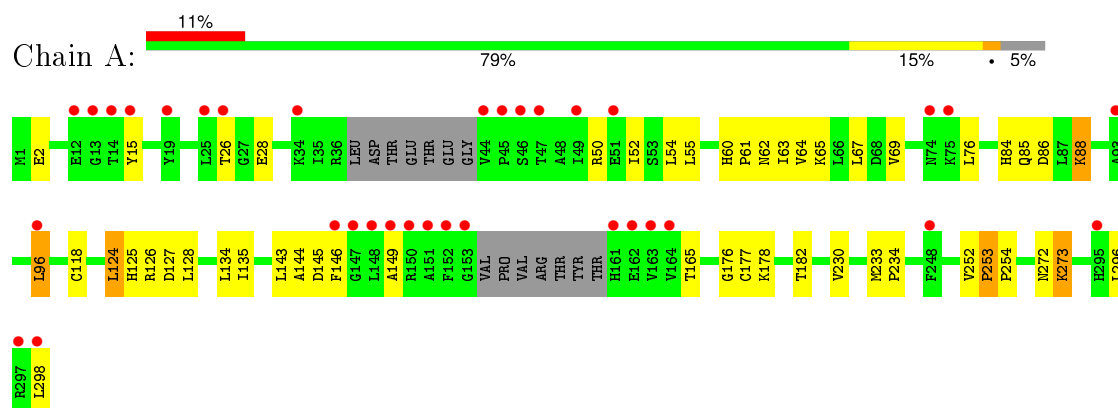 11%
Chain A:
79% 15% • 5%
M1 E2 E12 G13 T14 Y15 Y19 L25 T26 G27 E28 K34 I35 R36 LEU ASP THR GLU THR GLU GLY V44 P45 S46 T47 A48 I49 R50 E51 I52 S53 L54 L55 H60 P61 N62 I63 V64 K65 L66 L67 D68 V69 N74 K75 L76 H84 Q85 D86 L87 K88 A93
L96 C118 L124 H125 R126 D127 L128 L134 I135 L143 A144 D145 F146 G147 L148 A149 R150 A151 F152 G153 VAL PRO VAL ARG THR TYR THR H161 E162 V163 V164 T165 G176 C177 K178 T182 V230 M233 P234 F248 V252 P253 P254 N272 K273 H295 L296
R297 L298